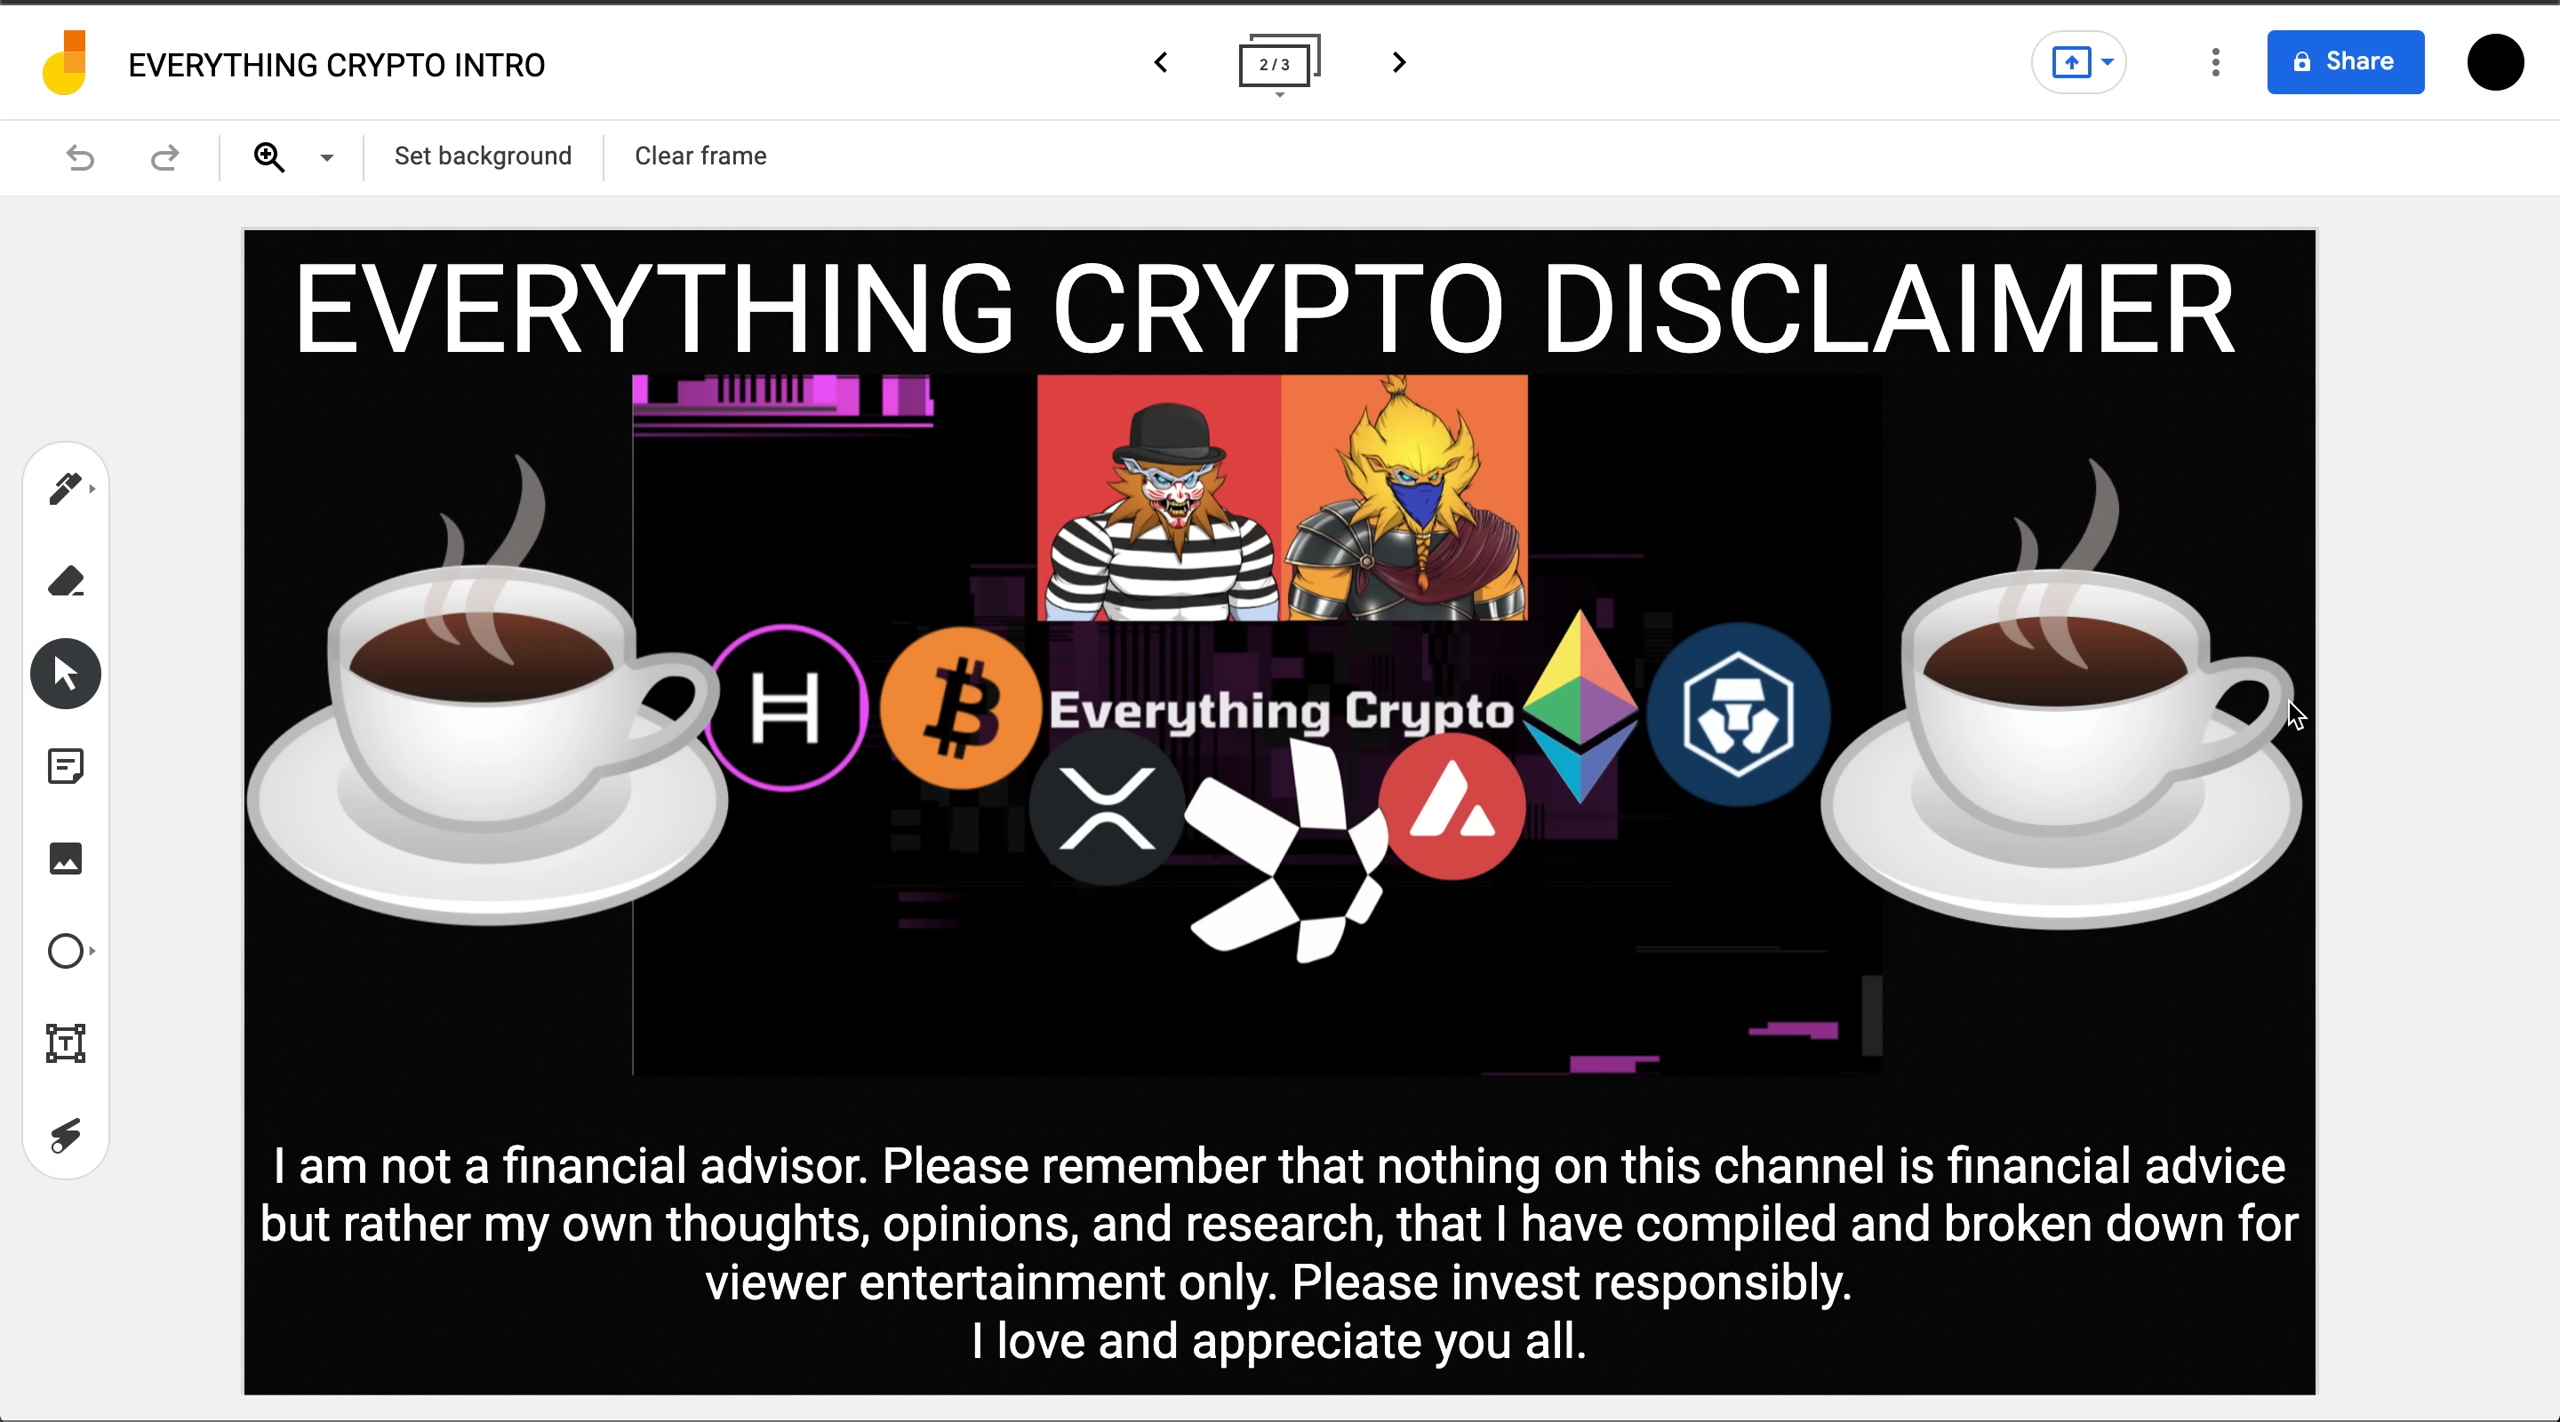 EVERYTHING CRYPTO INTRO
2 / 3
Share
Set background
Clear frame
EVERYTHING CRYPTO DISCLAIMER
Everything Crypto
I am not a financial advisor. Please remember that nothing on this channel is financial advice
but rather my own thoughts, opinions, and research, that I have compiled and broken down for
viewer entertainment only. Please invest responsibly.
I love and appreciate you all.